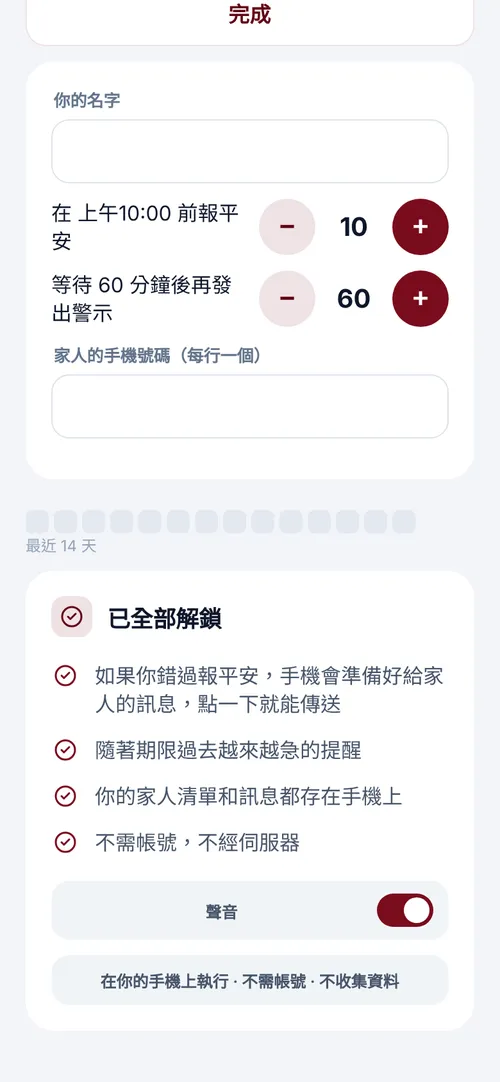 完成
你的名字
在 上午10:00 前報平
安
−
10
+
等待 60 分鐘後再發
出警示
−
60
+
家人的手機號碼（每行一個）
最近 14 天
已全部解鎖
如果你錯過報平安，手機會準備好給家
人的訊息，點一下就能傳送
隨著期限過去越來越急的提醒
你的家人清單和訊息都存在手機上
不需帳號，不經伺服器
聲音
在你的手機上執行 · 不需帳號 · 不收集資料